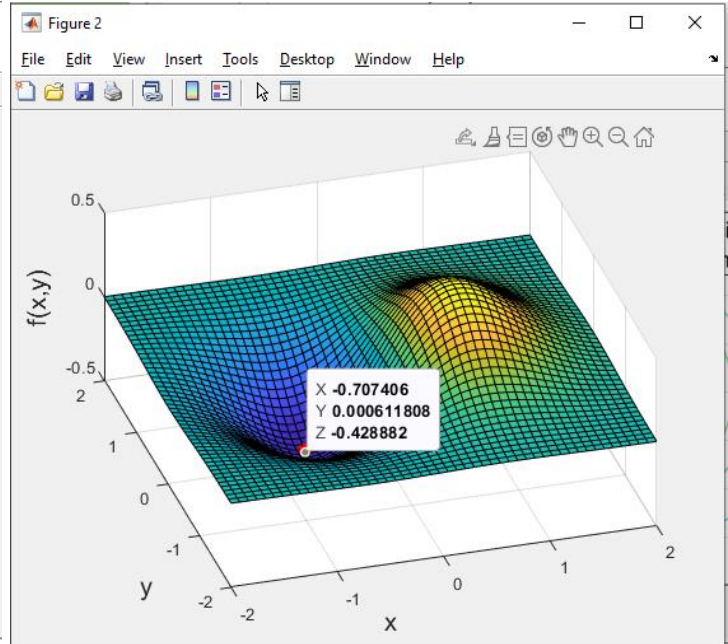 Figure 2
File Edit View Insert Tools Desktop Window Help
0.5
0
-0.5
f(x,y)
X -0.707406
Y 0.000611808
Z -0.428882
2
1
0
-1
-2
y
-2
-1
0
1
2
x